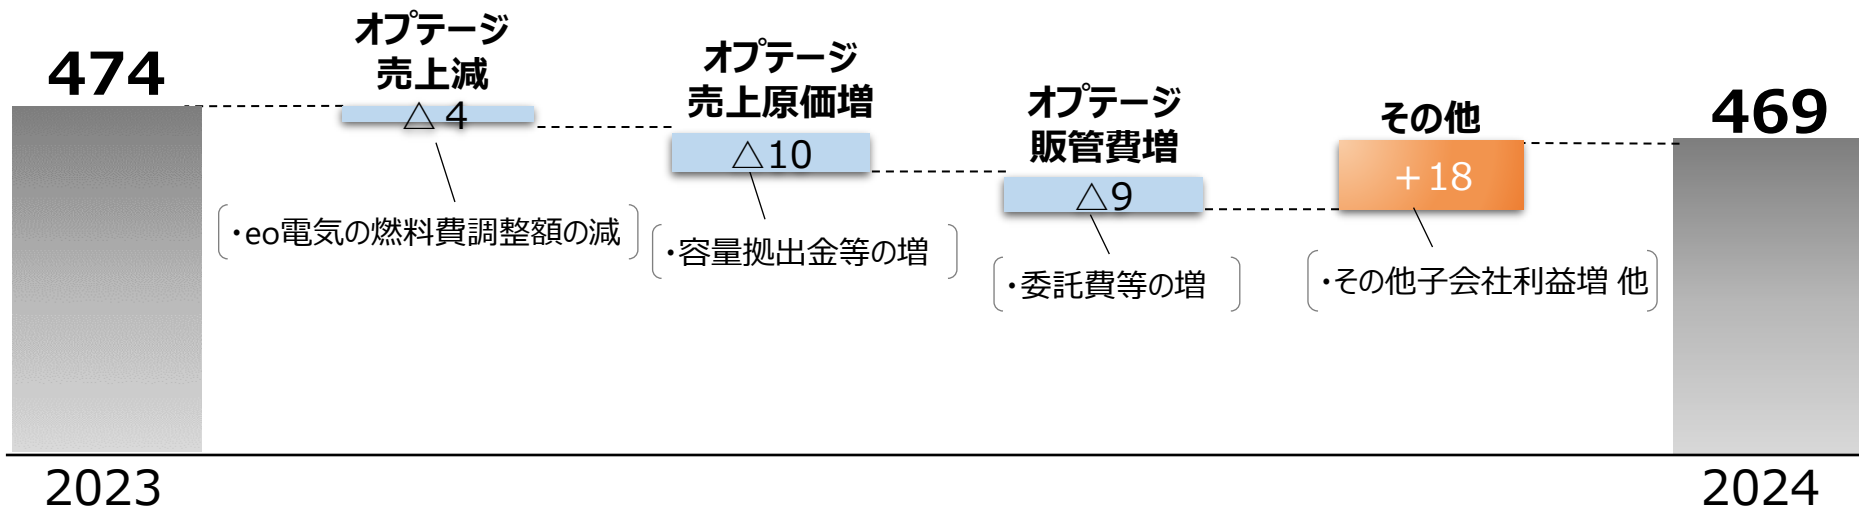 474
オプテージ
売上減
△ 4
・eo電気の燃料費調整額の減
オプテージ
売上原価増
△10
・容量拠出金等の増
オプテージ
販管費増
△9
・委託費等の増
その他
＋18
・その他子会社利益増 他
469
2023
2024